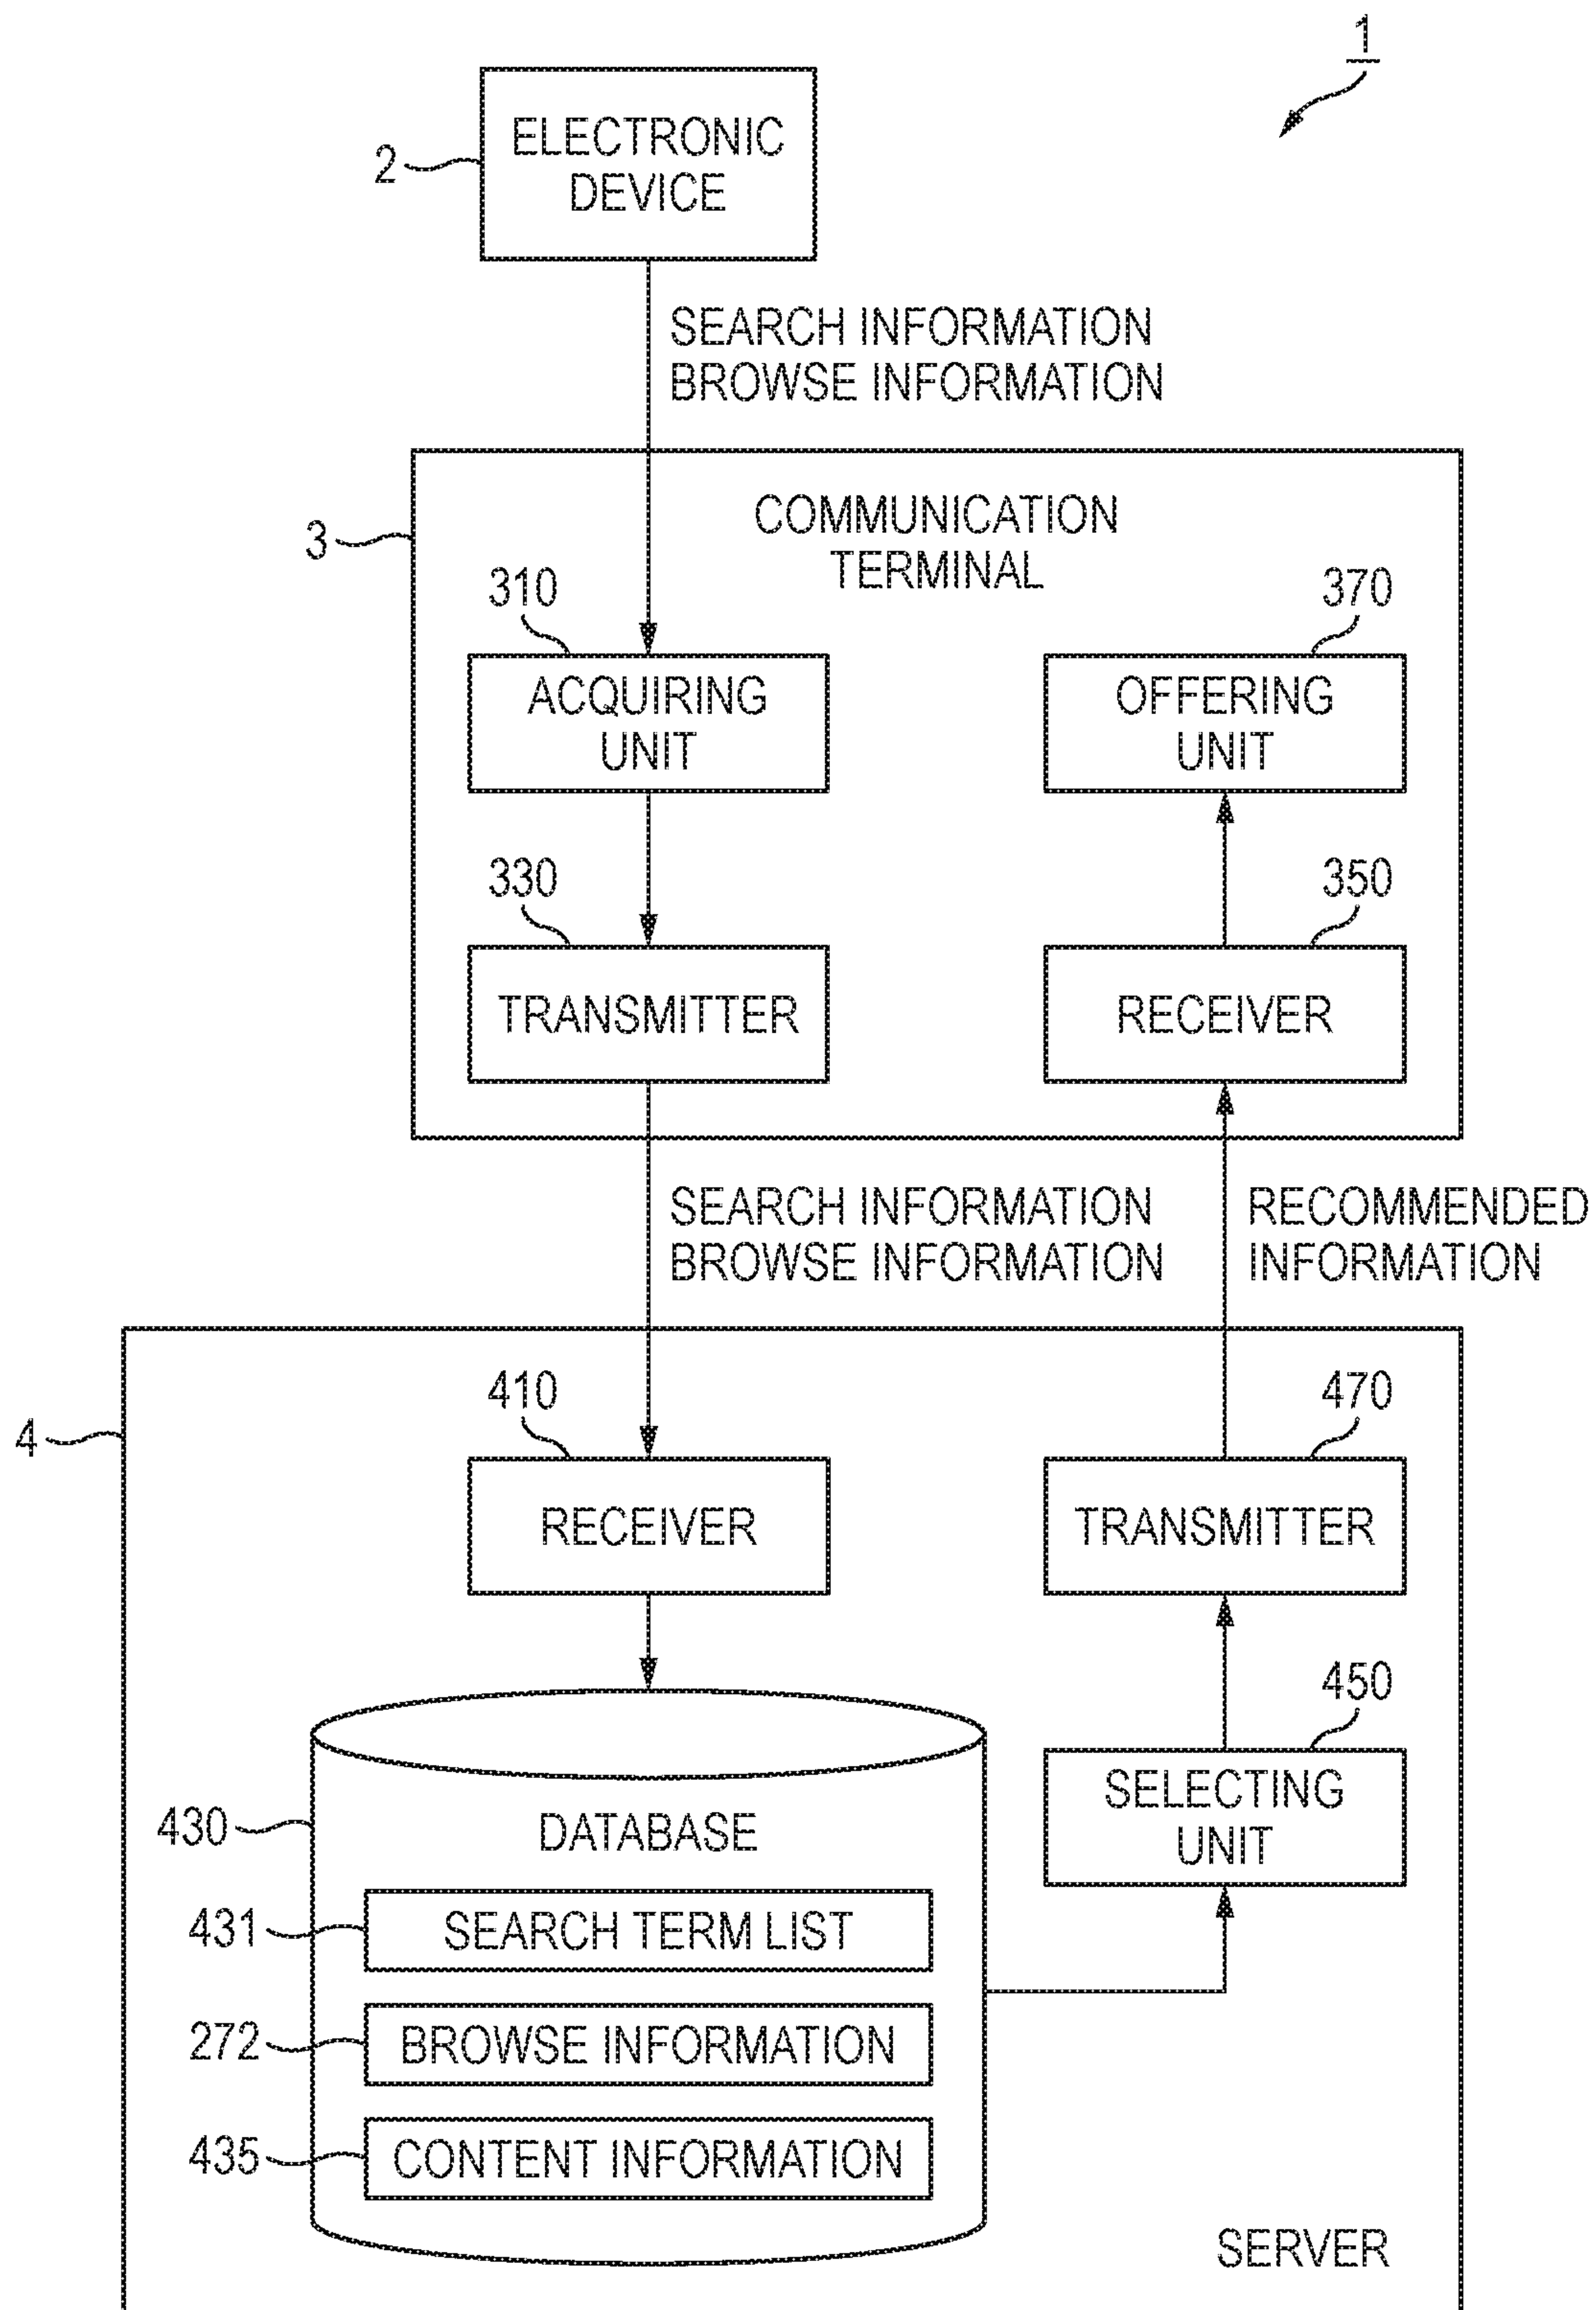 1
2
ELECTRONIC
DEVICE
SEARCH INFORMATION
BROWSE INFORMATION
3
COMMUNICATION
TERMINAL
310
370
ACQUIRING
UNIT
OFFERING
UNIT
330
350
TRANSMITTER
RECEIVER
SEARCH INFORMATION
BROWSE INFORMATION
RECOMMENDED
INFORMATION
4
410
470
RECEIVER
TRANSMITTER
450
SELECTING
UNIT
430
DATABASE
431
SEARCH TERM LIST
272
BROWSE INFORMATION
435
CONTENT INFORMATION
SERVER